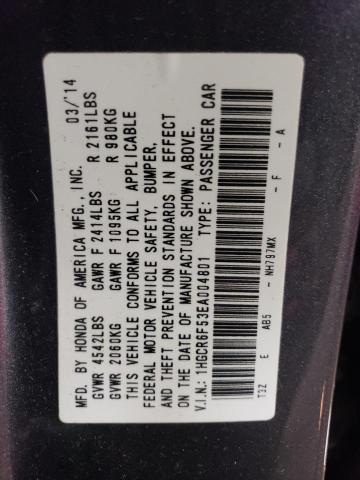 MFD. BY HONDA OF AMERICA MFG., INC. 03/'14
GVWR 4542LBS GAWR F 2414LBS R 2161LBS
GVWR 2060KG GAWR F 1095KG R 980KG
THIS VEHICLE CONFORMS TO ALL APPLICABLE
FEDERAL MOTOR VEHICLE SAFETY, BUMPER,
AND THEFT PREVENTION STANDARDS IN EFFECT
ON THE DATE OF MANUFACTURE SHOWN ABOVE.
V.I.N.: 1HGCR6F53EA004801 TYPE: PASSENGER CAR
T3Z E AB5 - NH797MX - F - A